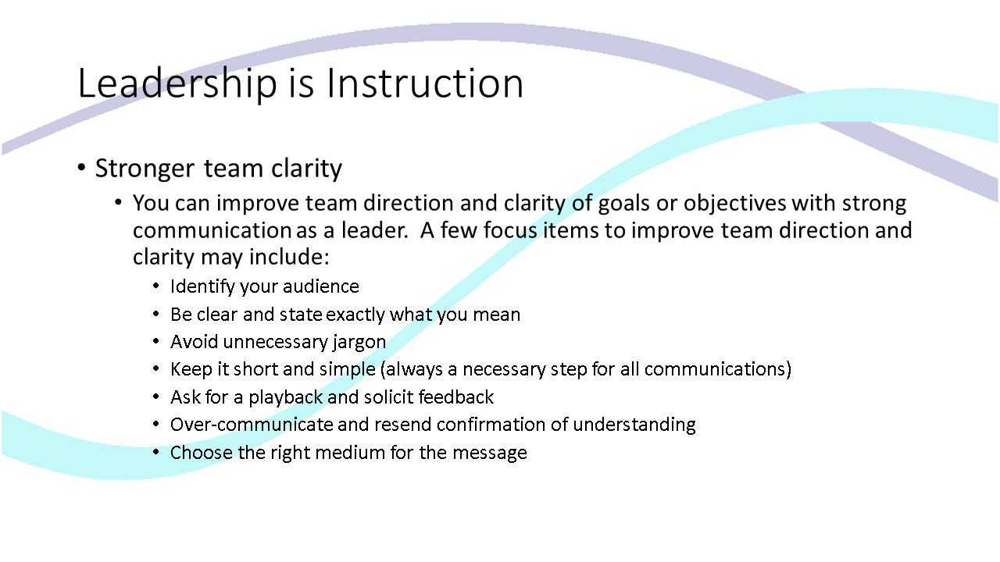 Leadership is Instruction
• Stronger team clarity
• You can improve team direction and clarity of goals or objectives with strong
communication as a leader.  A few focus items to improve team direction and
clarity may include:
• Identify your audience
• Be clear and state exactly what you mean
• Avoid unnecessary jargon
• Keep it short and simple (always a necessary step for all communications)
• Ask for a playback and solicit feedback
• Over-communicate and resend confirmation of understanding
• Choose the right medium for the message